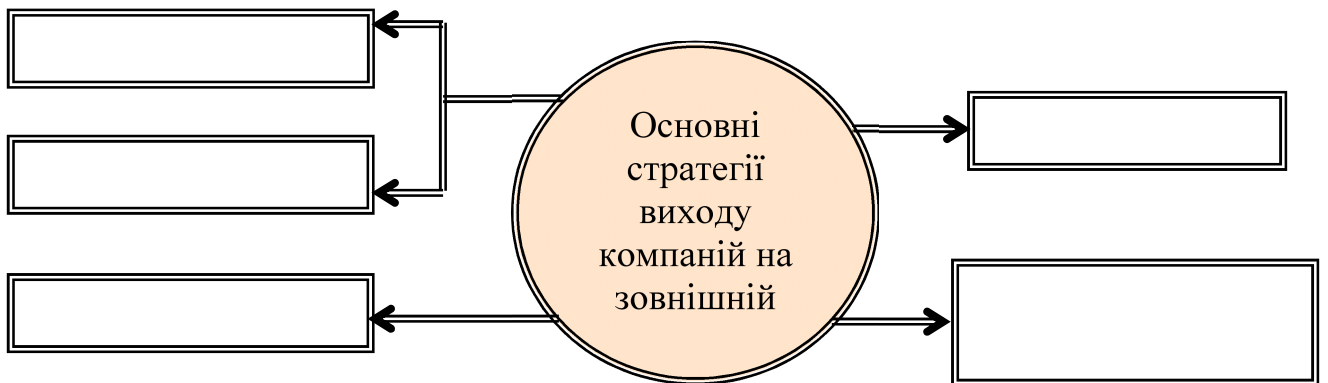 Основні
стратегії
виходу
компаній на
зовнішній